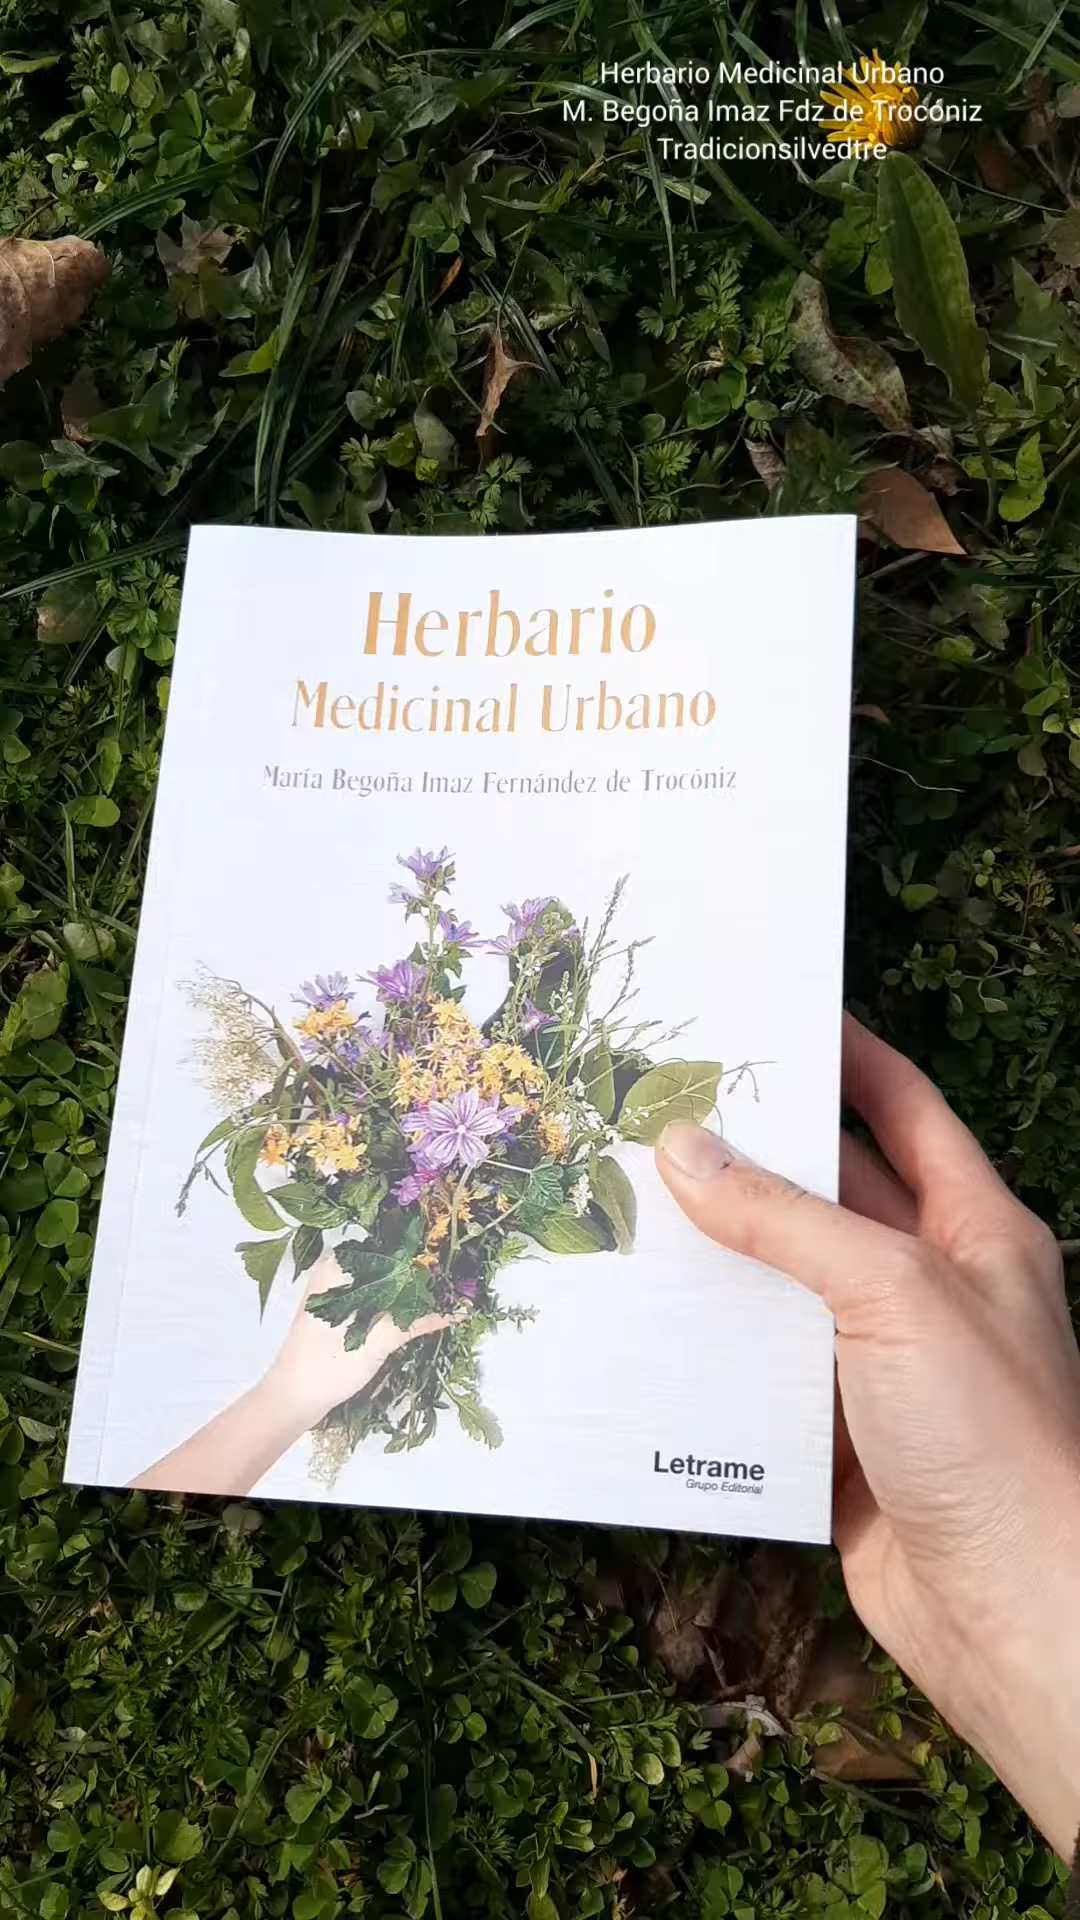 Herbario Medicinal Urbano
M. Begoña Imaz Fdz de Trocóniz
Tradicionsilvedtre
Herbario
Medicinal Urbano
María Begoña Imaz Fernández de Trocóniz
Letrame
Grupo Editorial